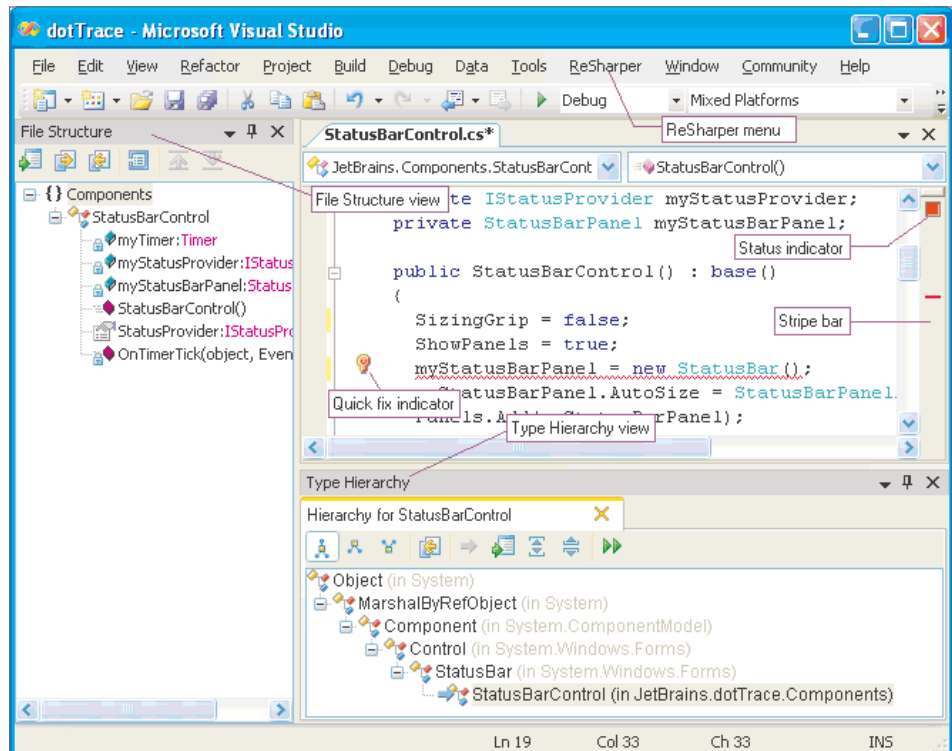 dotTrace - Microsoft Visual Studio
File Edit View Refactor Project Build Debug Data Tools ReSharper Window Community Help
Debug Mixed Platforms
File Structure
StatusBarControl.cs*
ReSharper menu
JetBrains.Components.StatusBarCont
StatusBarControl()
{} Components
StatusBarControl
myTimer:Timer
myStatusProvider:IStatus
myStatusBarPanel:Status
StatusBarControl()
StatusProvider:IStatusPro
OnTimerTick(object, Even
File Structure view
te IStatusProvider myStatusProvider;
private StatusBarPanel myStatusBarPanel;
Status indicator
public StatusBarControl() : base()
{
SizingGrip = false;
Stripe bar
ShowPanels = true;
myStatusBarPanel = new StatusBar();
StatusBarPanel.AutoSize = StatusBarPanel.
Quick fix indicator
Panels.Ad StatusBarPanel);
Type Hierarchy view
Type Hierarchy
Hierarchy for StatusBarControl
Object (in System)
MarshalByRefObject (in System)
Component (in System.ComponentModel)
Control (in System.Windows.Forms)
StatusBar (in System.Windows.Forms)
StatusBarControl (in JetBrains.dotTrace.Components)
Ln 19 Col 33 Ch 33 INS